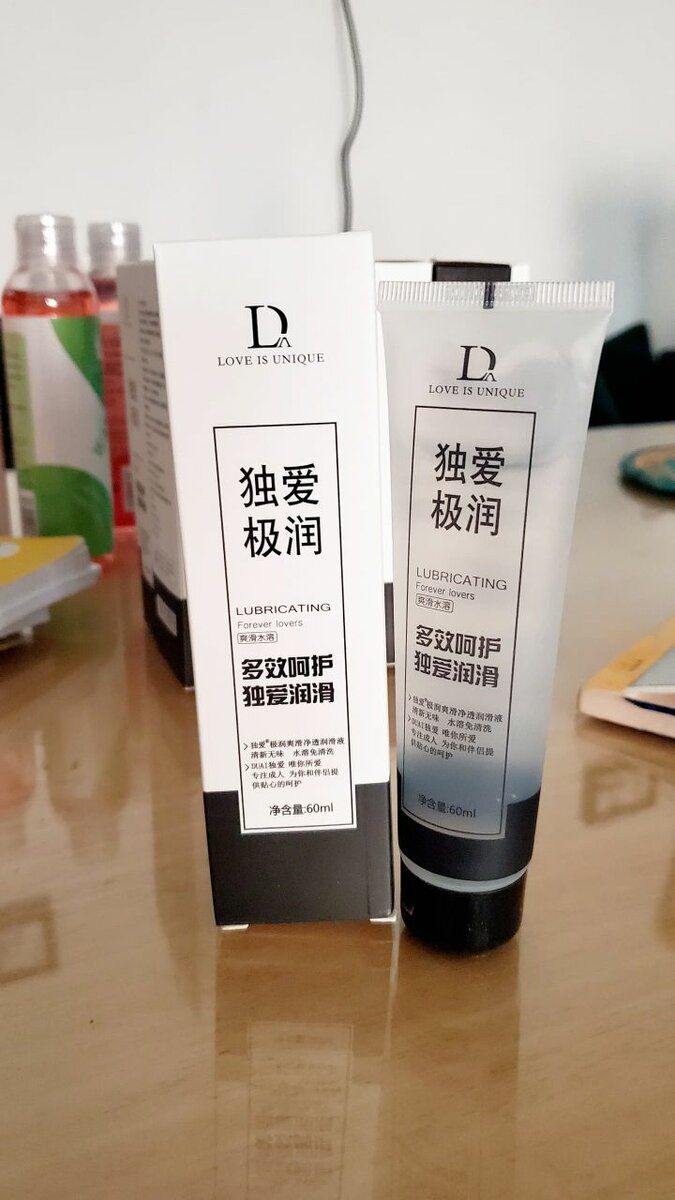 DA
LOVE IS UNIQUE
独爱
极润
LUBRICATING
Forever lovers
爽滑水溶
多效呵护
独爱润滑
独爱®极润爽滑净透润滑液
清新无味 水溶免清洗
DUAI独爱 唯你所爱
专注成人 为你和伴侣提
供贴心的呵护
净含量:60ml
DA
LOVE IS UNIQUE
独爱
极润
LUBRICATING
Forever lovers
爽滑水溶
多效呵护
独爱润滑
独爱®极润爽滑净透润滑液
清新无味 水溶免清洗
DUAI独爱 唯你所爱
专注成人 为你和伴侣提
供贴心的呵护
净含量:60ml